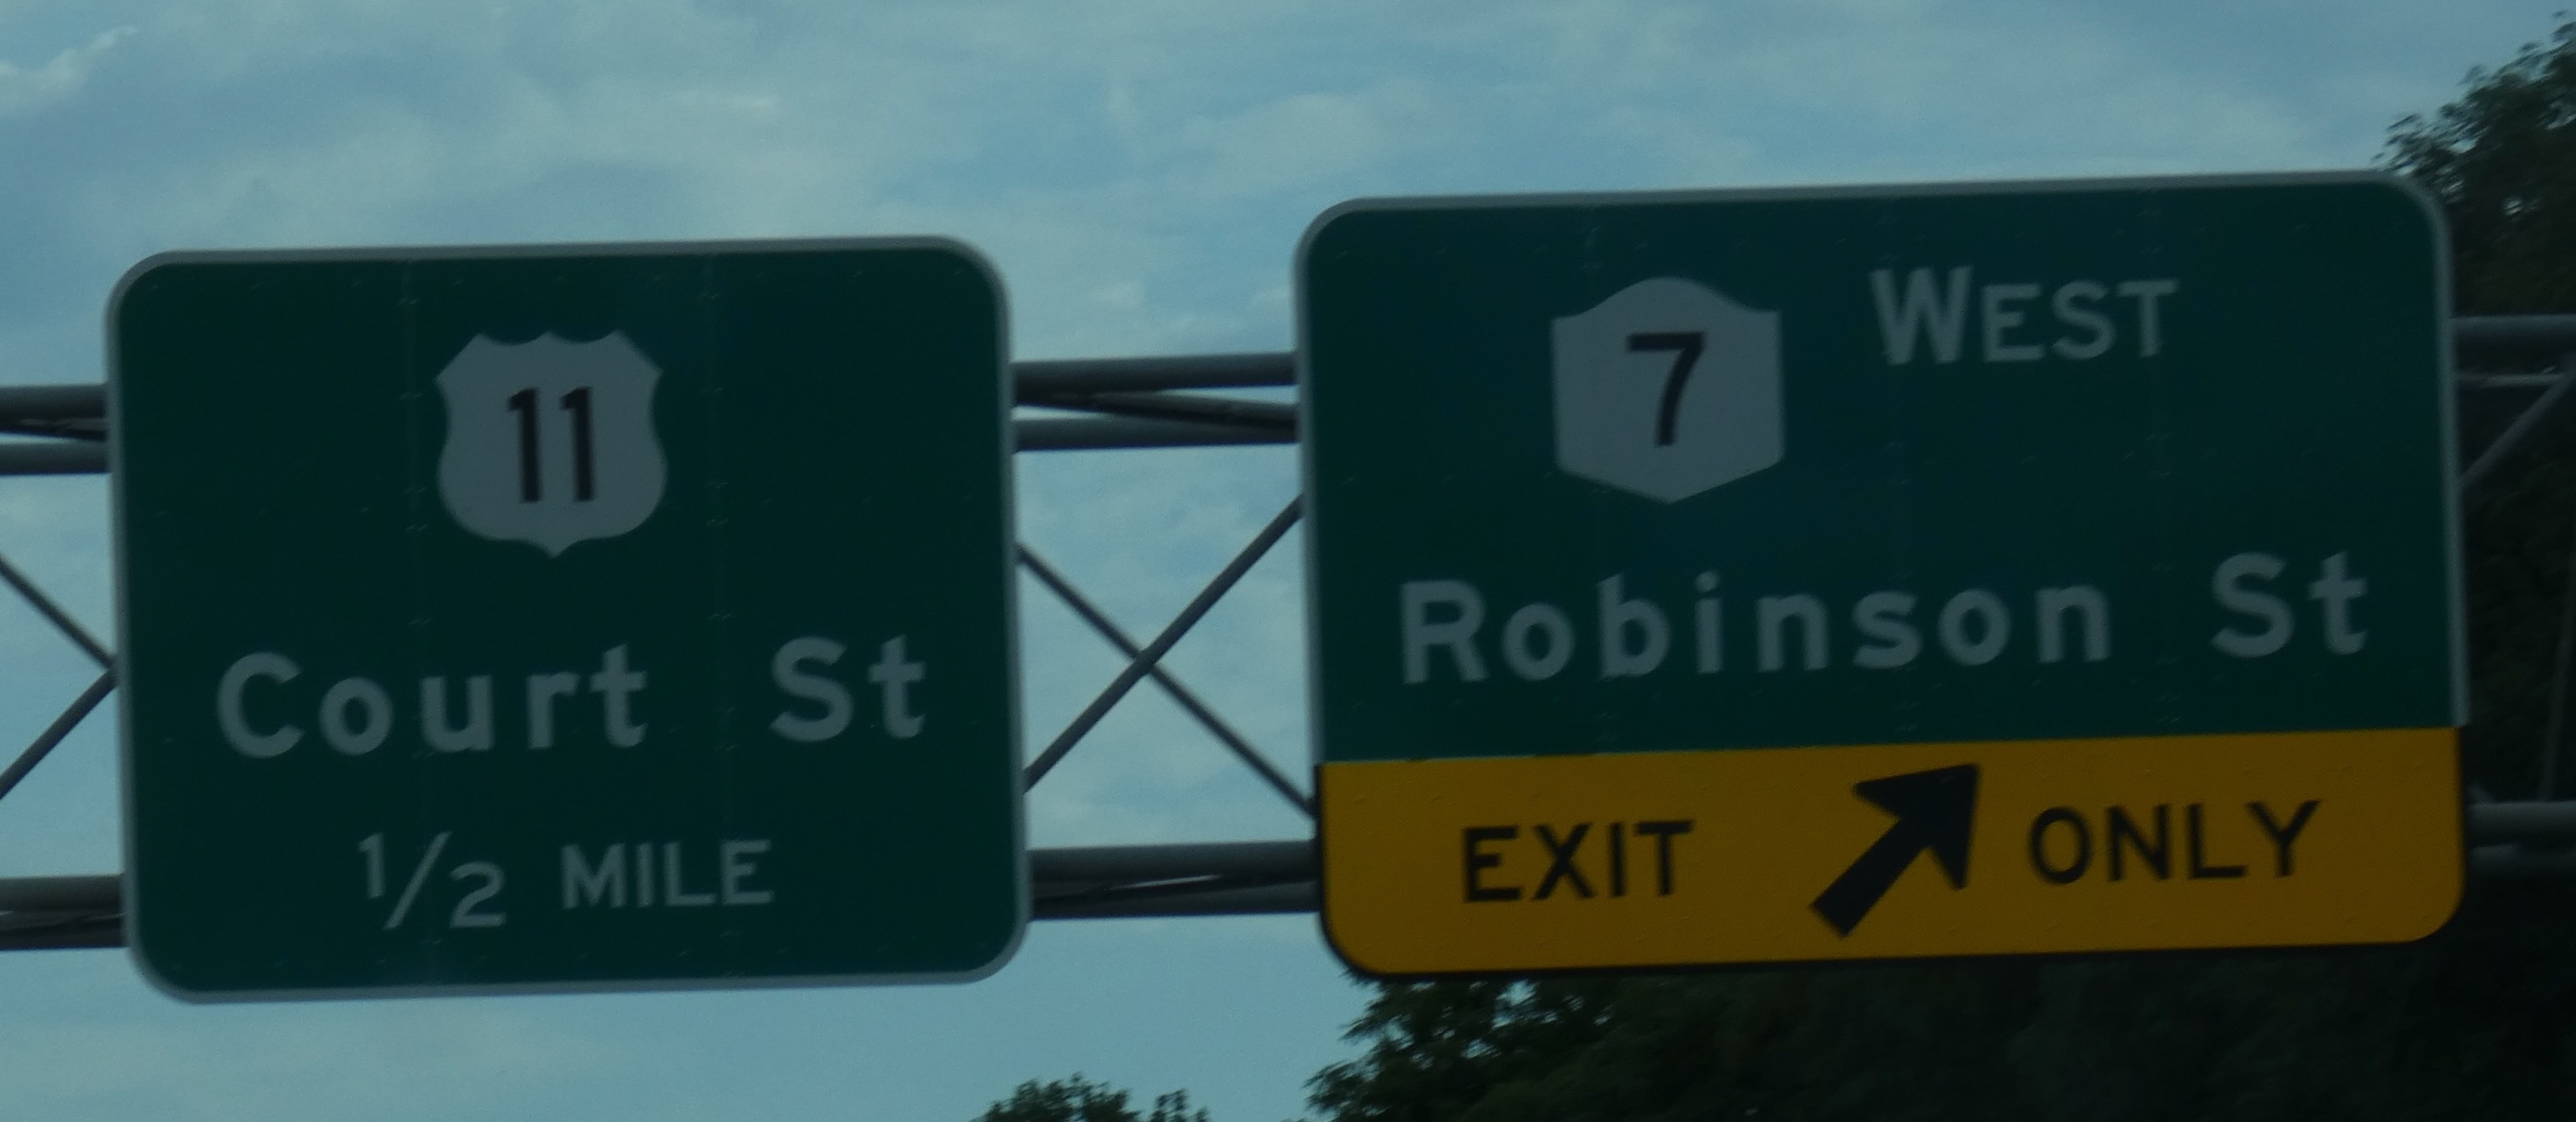 11
Court St
1/2 MILE
7 WEST
Robinson St
EXIT ONLY